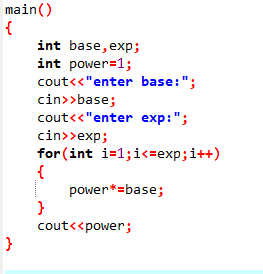 main()
{
    int base,exp;
    int power=1;
    cout<<"enter base:";
    cin>>base;
    cout<<"enter exp:";
    cin>>exp;
    for(int i=1;i<=exp;i++)
    {
        power*=base;
    }
    cout<<power;
}